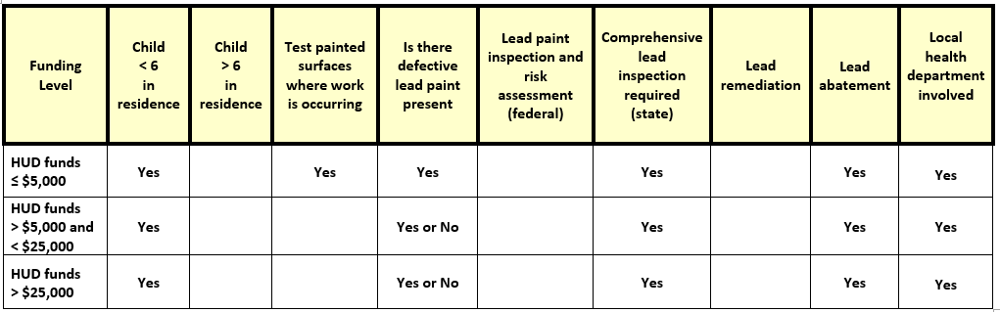 Funding Level
Child < 6 in residence
Child > 6 in residence
Test painted surfaces where work is occurring
Is there defective lead paint present
Lead paint inspection and risk assessment (federal)
Comprehensive lead inspection required (state)
Lead remediation
Lead abatement
Local health department involved
HUD funds ≤ $5,000
Yes
Yes
Yes
Yes
Yes
Yes
HUD funds > $5,000 and < $25,000
Yes
Yes or No
Yes
Yes
Yes
HUD funds > $25,000
Yes
Yes or No
Yes
Yes
Yes